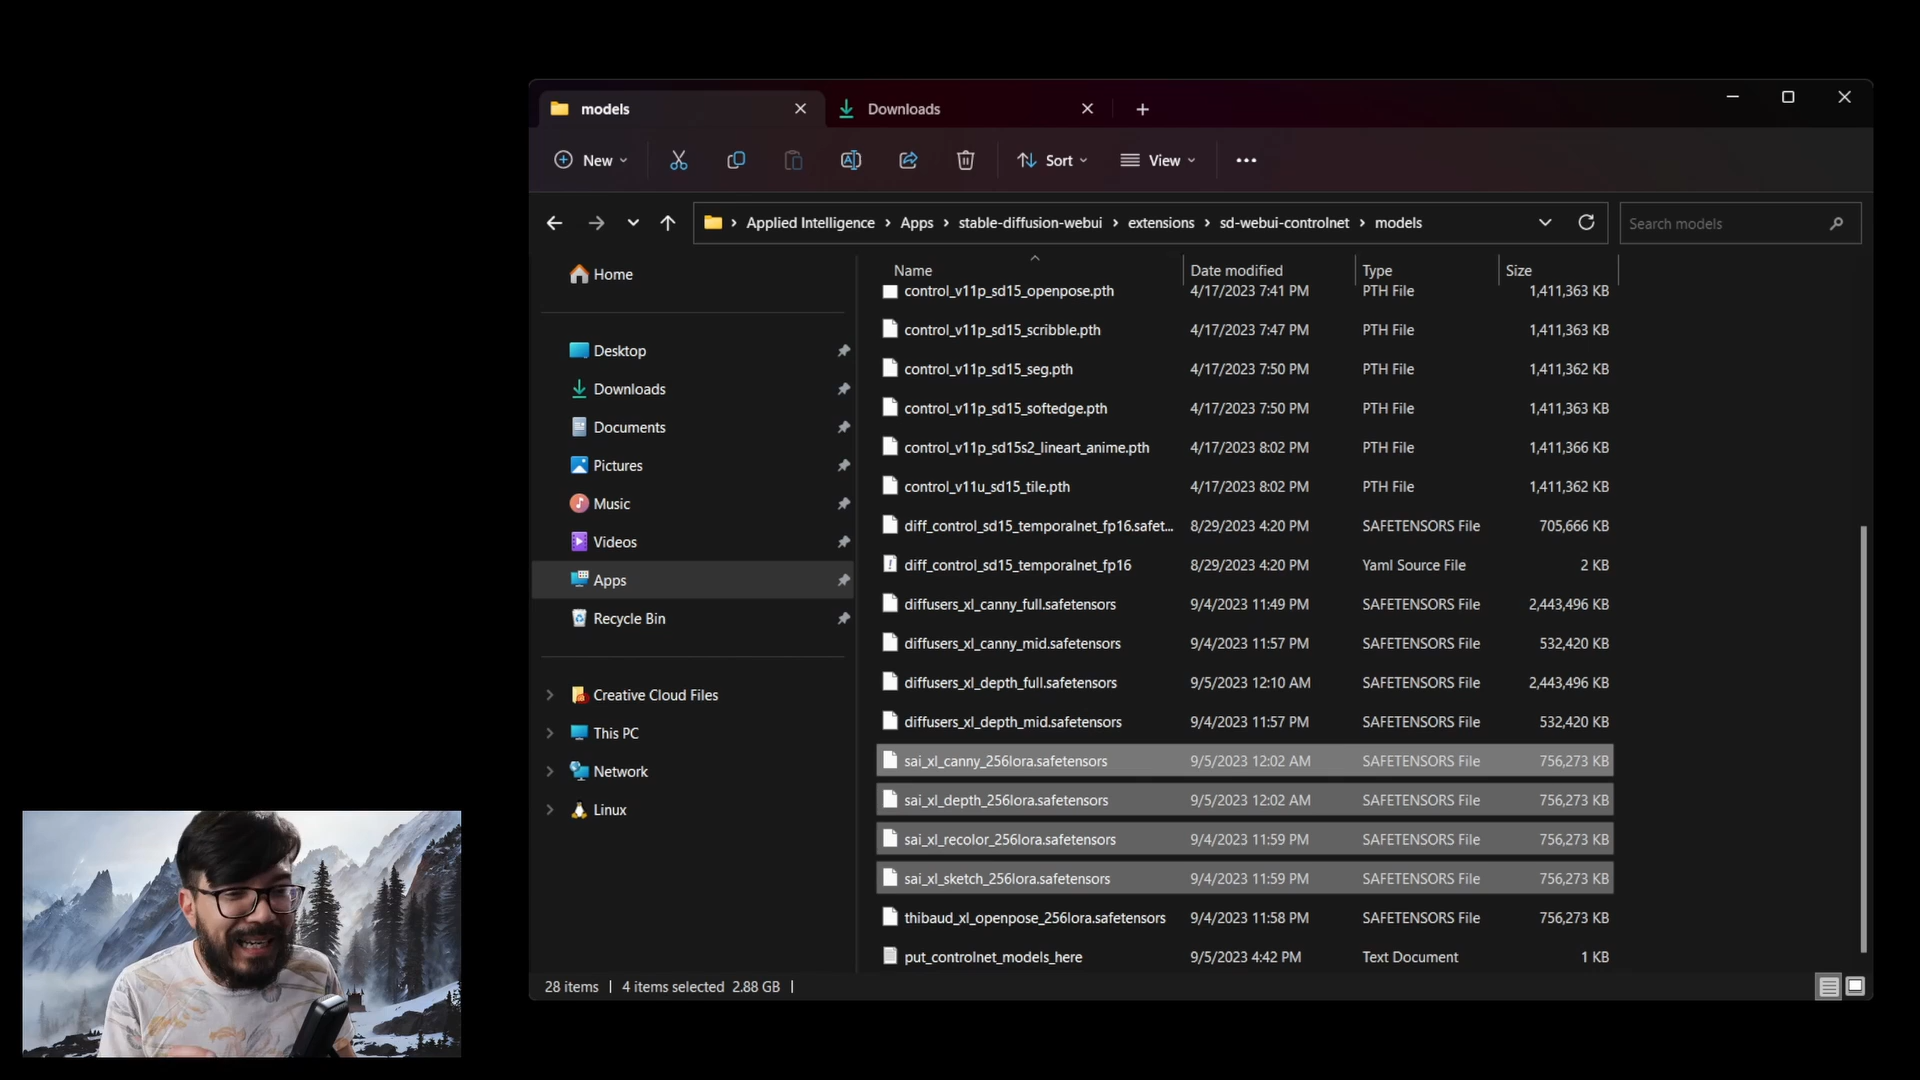 models
Downloads
New
Sort
View
Applied Intelligence
Apps
stable-diffusion-webui
extensions
sd-webui-controlnet
models
Search models
Home
Desktop
Downloads
Documents
Pictures
Music
Videos
Apps
Recycle Bin
Creative Cloud Files
This PC
Network
Linux
Name Date modified Type Size
control_v11p_sd15_openpose.pth 4/17/2023 7:41 PM PTH File 1,411,363 KB
control_v11p_sd15_scribble.pth 4/17/2023 7:47 PM PTH File 1,411,363 KB
control_v11p_sd15_seg.pth 4/17/2023 7:50 PM PTH File 1,411,362 KB
control_v11p_sd15_softedge.pth 4/17/2023 7:50 PM PTH File 1,411,363 KB
control_v11p_sd15s2_lineart_anime.pth 4/17/2023 8:02 PM PTH File 1,411,366 KB
control_v11u_sd15_tile.pth 4/17/2023 8:02 PM PTH File 1,411,362 KB
diff_control_sd15_temporalnet_fp16.safet... 8/29/2023 4:20 PM SAFETENSORS File 705,666 KB
diff_control_sd15_temporalnet_fp16 8/29/2023 4:20 PM Yaml Source File 2 KB
diffusers_xl_canny_full.safetensors 9/4/2023 11:49 PM SAFETENSORS File 2,443,496 KB
diffusers_xl_canny_mid.safetensors 9/4/2023 11:57 PM SAFETENSORS File 532,420 KB
diffusers_xl_depth_full.safetensors 9/5/2023 12:10 AM SAFETENSORS File 2,443,496 KB
diffusers_xl_depth_mid.safetensors 9/4/2023 11:57 PM SAFETENSORS File 532,420 KB
sai_xl_canny_256lora.safetensors 9/5/2023 12:02 AM SAFETENSORS File 756,273 KB
sai_xl_depth_256lora.safetensors 9/5/2023 12:02 AM SAFETENSORS File 756,273 KB
sai_xl_recolor_256lora.safetensors 9/4/2023 11:59 PM SAFETENSORS File 756,273 KB
sai_xl_sketch_256lora.safetensors 9/4/2023 11:59 PM SAFETENSORS File 756,273 KB
thibaud_xl_openpose_256lora.safetensors 9/4/2023 11:58 PM SAFETENSORS File 756,273 KB
put_controlnet_models_here 9/5/2023 4:42 PM Text Document 1 KB
28 items | 4 items selected 2.88 GB |